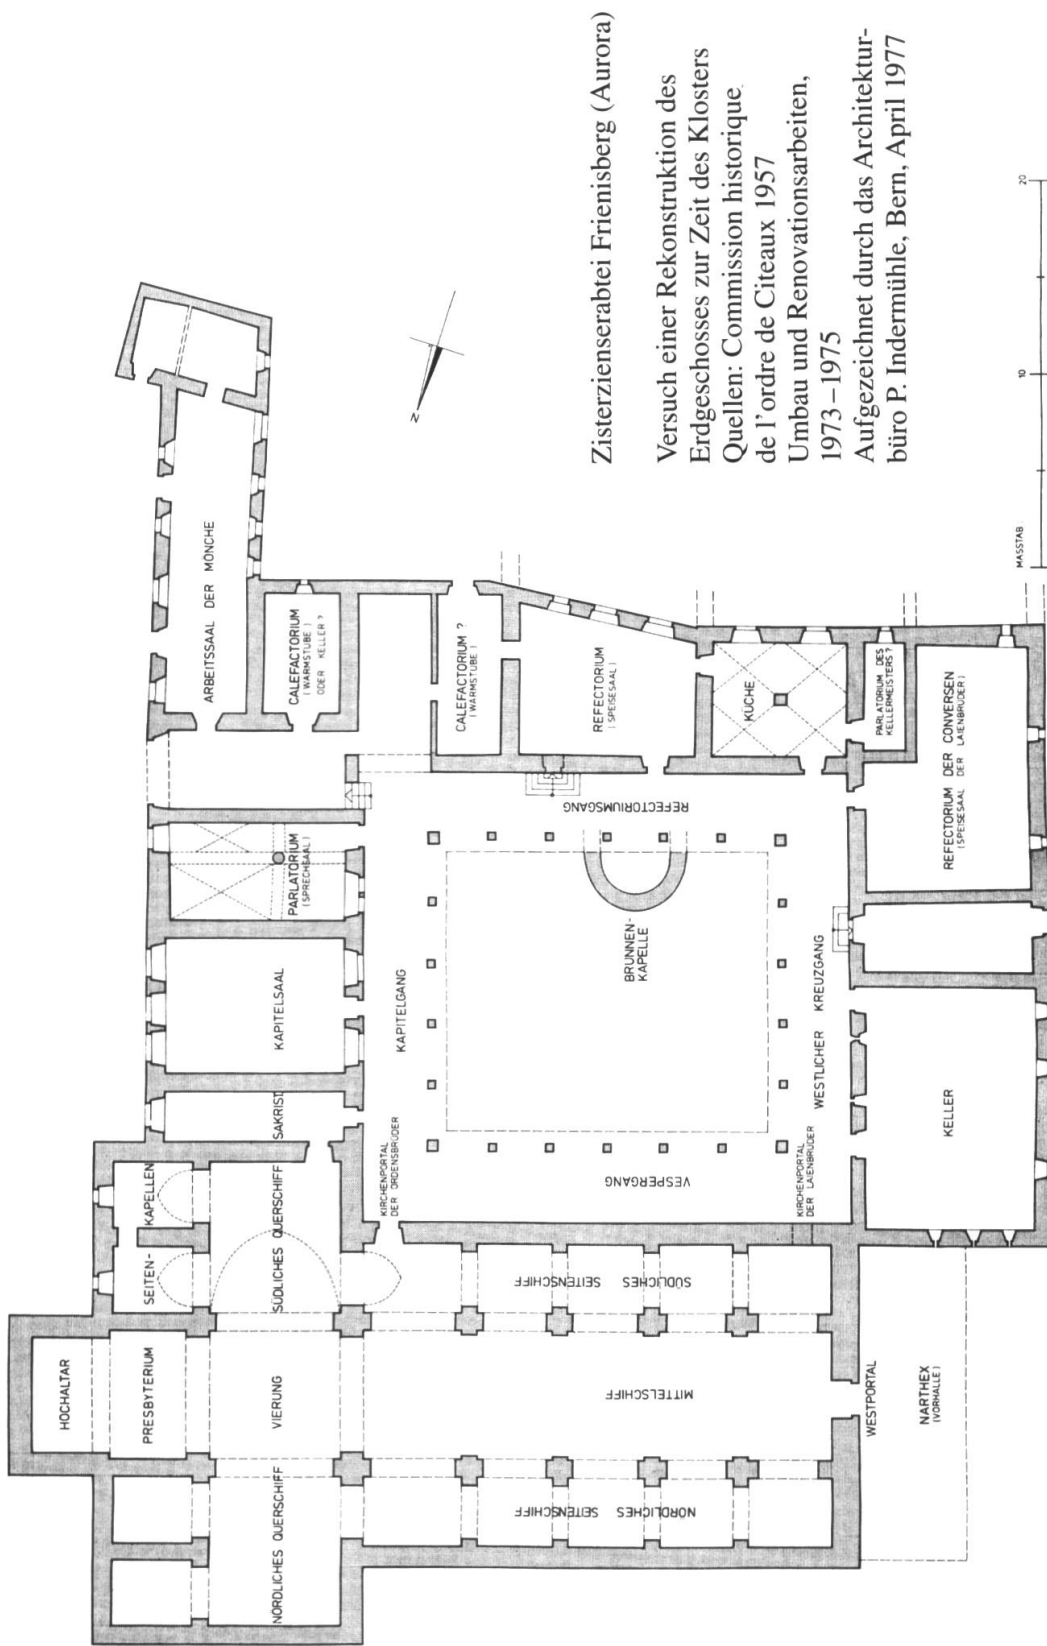 Zisterzienserabtei Frienisberg (Aurora)
Versuch einer Rekonstruktion des
Erdgeschosses zur Zeit des Klosters
Quellen: Commission historique
de l'ordre de Citeaux 1957
Umbau und Renovationsarbeiten,
1973–1975
Aufgezeichnet durch das Architektur-
büro P. Indermühle, Bern, April 1977
N
MASSTAB
10
20
HOCHALTAR
PRESBYTERIUM
VIERUNG
NÖRDLICHES QUERSCHIFF
SÜDLICHES QUERSCHIFF
SEITEN-
KAPELLEN
MITTELSCHIFF
NÖRDLICHES
SEITENSCHIFF
SÜDLICHES
SEITENSCHIFF
WESTPORTAL
NARTHEX
(VORHALLE)
SAKRIST
KAPITELSAAL
PARLATORIUM
(SPRECHSAAL)
ARBEITSSAAL DER MÖNCHE
CALEFACTORIUM
(WARMSTUBE)
ODER KELLER ?
CALEFACTORIUM ?
(WARMSTUBE)
REFECTORIUM
(SPEISESAAL)
KÜCHE
PARLATORIUM DES
KELLERMEISTERS ?
REFECTORIUM DER CONVERSEN
(SPEISESAAL DER LAIENBRÜDER)
KELLER
KAPITELGANG
REFECTORIUMSGANG
BRUNNEN-
KAPELLE
WESTLICHER KREUZGANG
VESPERGANG
KIRCHENPORTAL
DER ORDENSBRÜDER
KIRCHENPORTAL
DER LAIENBRÜDER